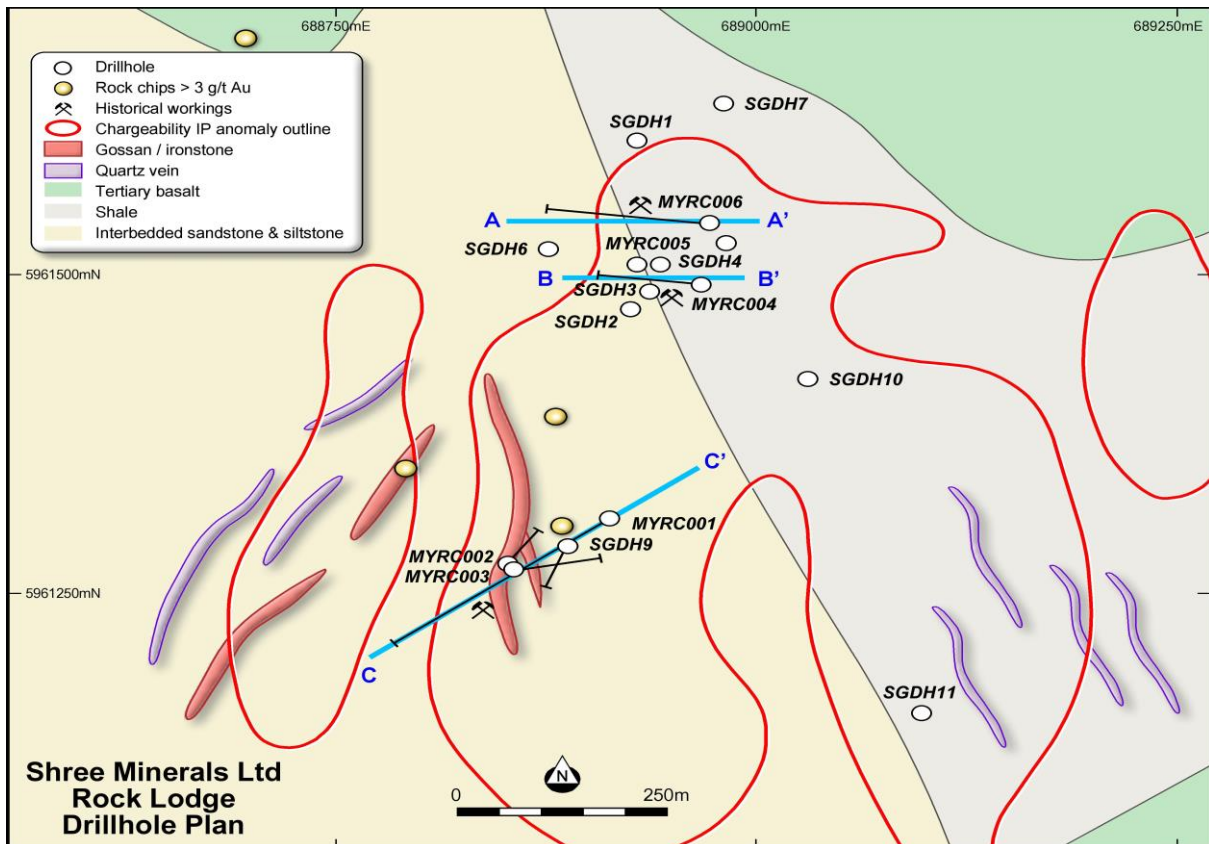 688750mE
689000mE
689250mE
Drillhole
Rock chips > 3 g/t Au
Historical workings
Chargeability IP anomaly outline
Gossan / ironstone
Quartz vein
Tertiary basalt
Shale
Interbedded sandstone & siltstone
SGDH7
SGDH1
MYRC006
A
A'
SGDH6
MYRC005
SGDH4
5961500mN
B
B'
SGDH3
MYRC004
SGDH2
SGDH10
C'
MYRC001
SGDH9
MYRC002
MYRC003
5961250mN
C
SGDH11
Shree Minerals Ltd
Rock Lodge
Drillhole Plan
N
0
250m